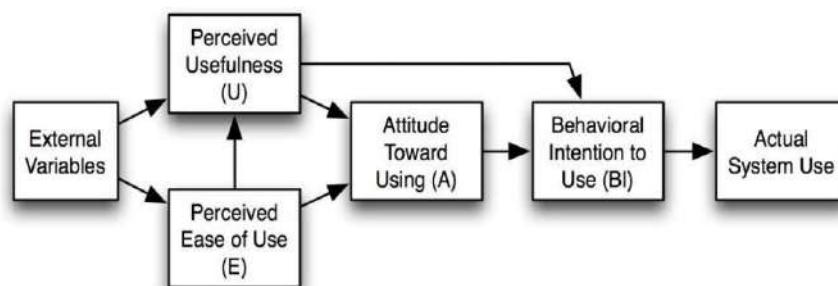 External
Variables
Perceived
Usefulness
(U)
Perceived
Ease of Use
(E)
Attitude
Toward
Using (A)
Behavioral
Intention to
Use (BI)
Actual
System Use